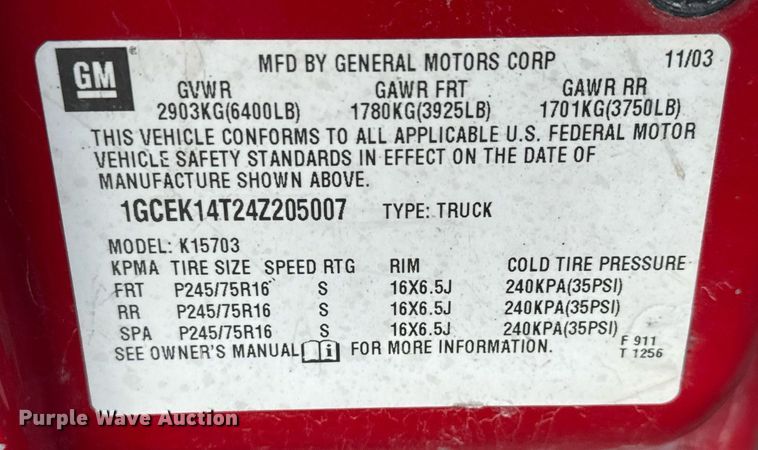 GM
MFD BY GENERAL MOTORS CORP 11/03
GVWR GAWR FRT GAWR RR
2903KG(6400LB) 1780KG(3925LB) 1701KG(3750LB)
THIS VEHICLE CONFORMS TO ALL APPLICABLE U.S. FEDERAL MOTOR
VEHICLE SAFETY STANDARDS IN EFFECT ON THE DATE OF
MANUFACTURE SHOWN ABOVE.
1GCEK14T24Z205007 TYPE: TRUCK
MODEL: K15703
KPMA TIRE SIZE SPEED RTG RIM COLD TIRE PRESSURE
FRT P245/75R16 S 16X6.5J 240KPA(35PSI)
RR P245/75R16 S 16X6.5J 240KPA(35PSI)
SPA P245/75R16 S 16X6.5J 240KPA(35PSI)
SEE OWNER'S MANUAL i FOR MORE INFORMATION.
F 911
T 1256
Purple Wave Auction